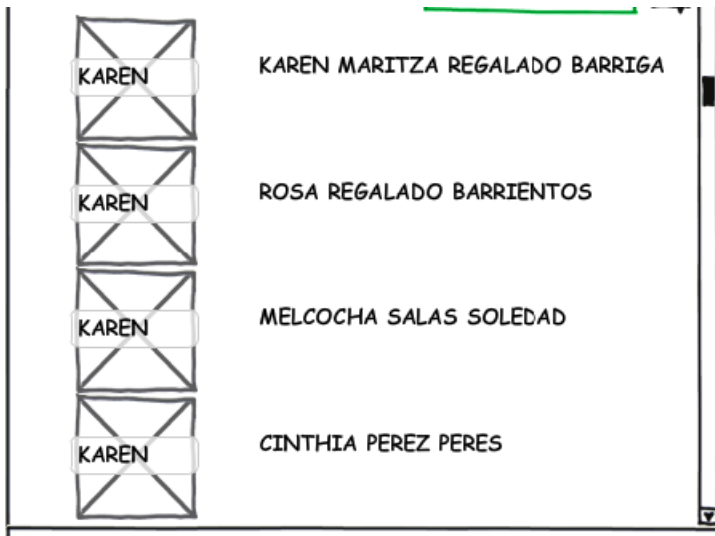 KAREN
KAREN MARITZA REGALADO BARRIGA
KAREN
ROSA REGALADO BARRIENTOS
KAREN
MELCOCHA SALAS SOLEDAD
KAREN
CINTHIA PEREZ PERES